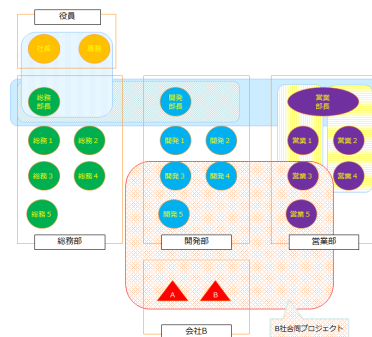 役員
社長
専務
総務
部長
開発
部長
営業
部長
総務1
総務2
開発1
開発2
営業1
営業2
総務3
総務4
開発3
開発4
営業3
営業4
総務5
開発5
営業5
総務部
開発部
営業部
A
B
会社B
B社合同プロジェクト